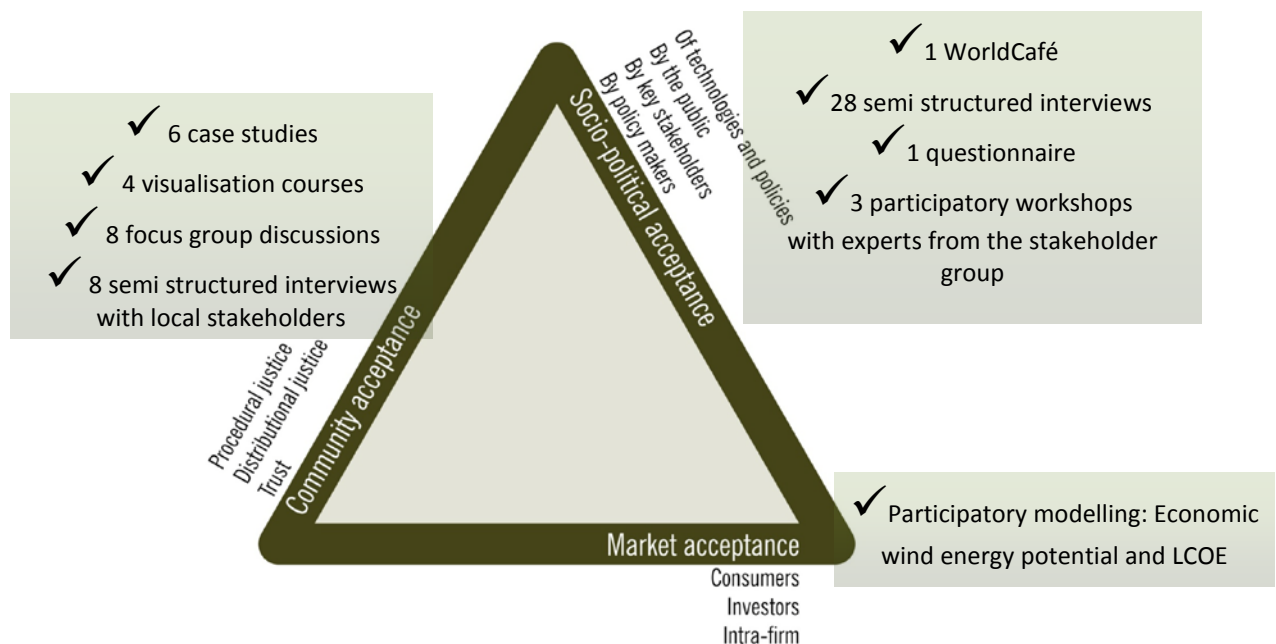 ✓ 6 case studies
✓ 4 visualisation courses
✓ 8 focus group discussions
✓ 8 semi structured interviews
with local stakeholders
Procedural justice
Distributional justice
Trust
Community acceptance
Socio-political acceptance
Of technologies and policies
By the public
By key stakeholders
By policy makers
✓ 1 WorldCafé
✓ 28 semi structured interviews
✓ 1 questionnaire
✓ 3 participatory workshops
with experts from the stakeholder
group
Market acceptance
Consumers
Investors
Intra-firm
✓ Participatory modelling: Economic
wind energy potential and LCOE